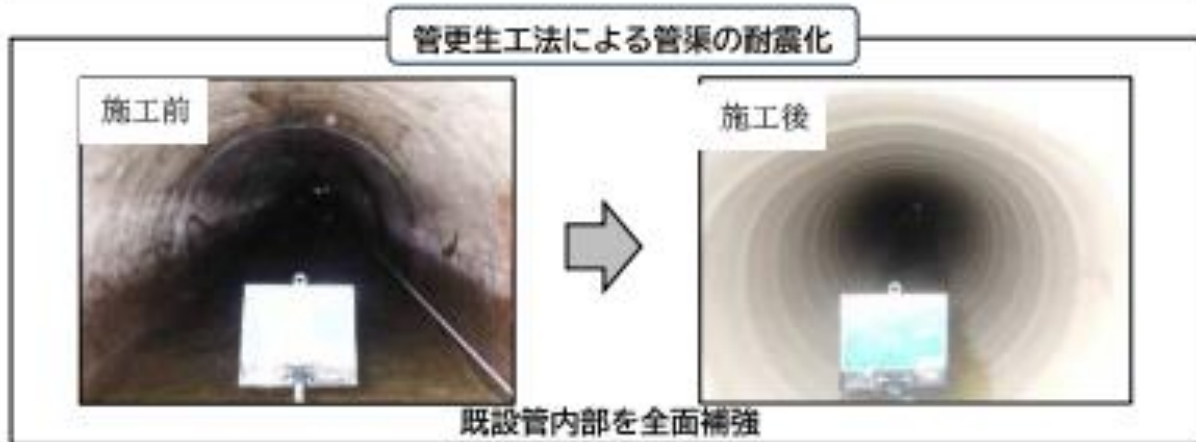 管更生工法による管渠の耐震化
施工前
施工後
既設管内部を全面補強